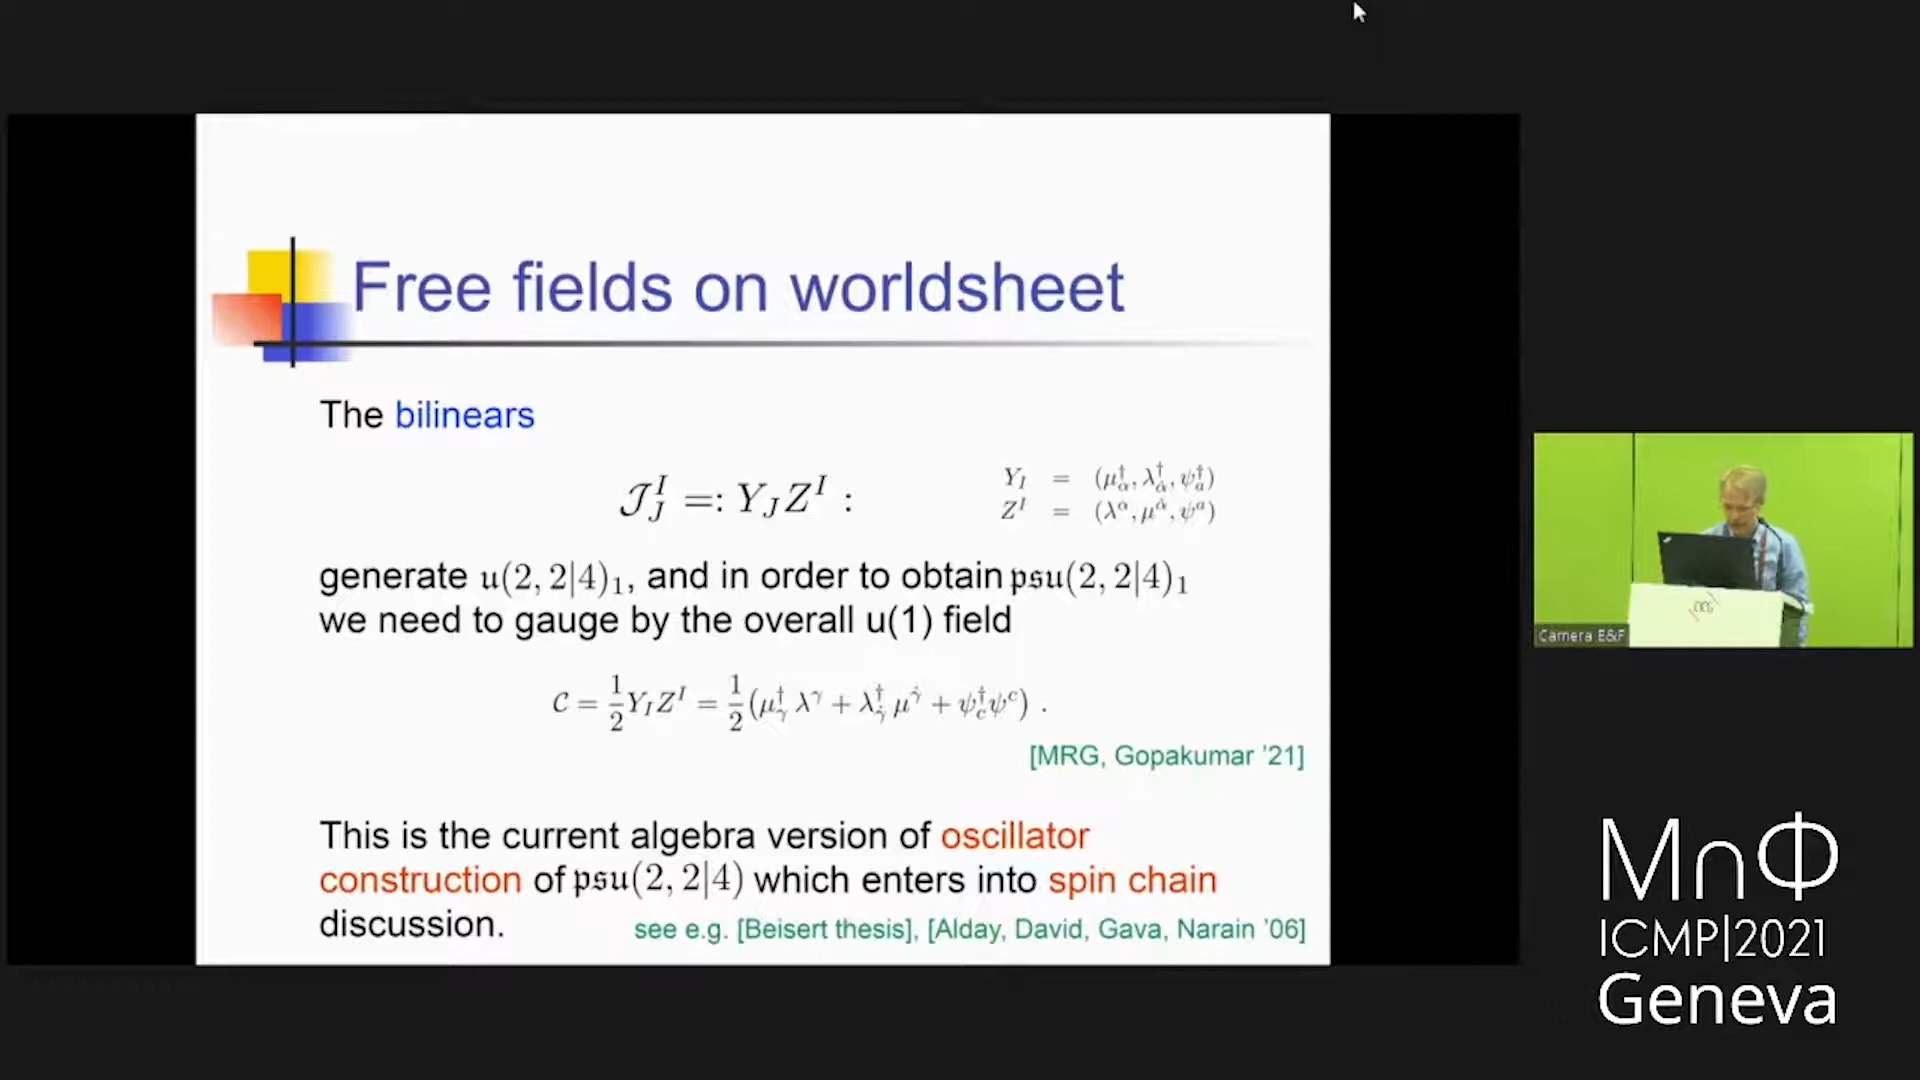 Free fields on worldsheet
The bilinears
𝒥^I_J =: Y_J Z^I :
Y_I = (μ^†_α, λ^†_α̇, ψ^†_a)
Z^I = (λ^α, μ^α̇, ψ^a)
generate 𝔲(2, 2|4)₁, and in order to obtain 𝔭𝔰𝔲(2, 2|4)₁
we need to gauge by the overall u(1) field
𝒞 = 1/2 Y_I Z^I = 1/2 (μ^†_γ λ^γ + λ^†_γ̇ μ^γ̇ + ψ^†_c ψ^c) .
[MRG, Gopakumar ’21]
This is the current algebra version of oscillator
construction of 𝔭𝔰𝔲(2, 2|4) which enters into spin chain
discussion.
see e.g. [Beisert thesis], [Alday, David, Gava, Narain ’06]
Camera E&F
MηΦ
ICMP|2021
Geneva